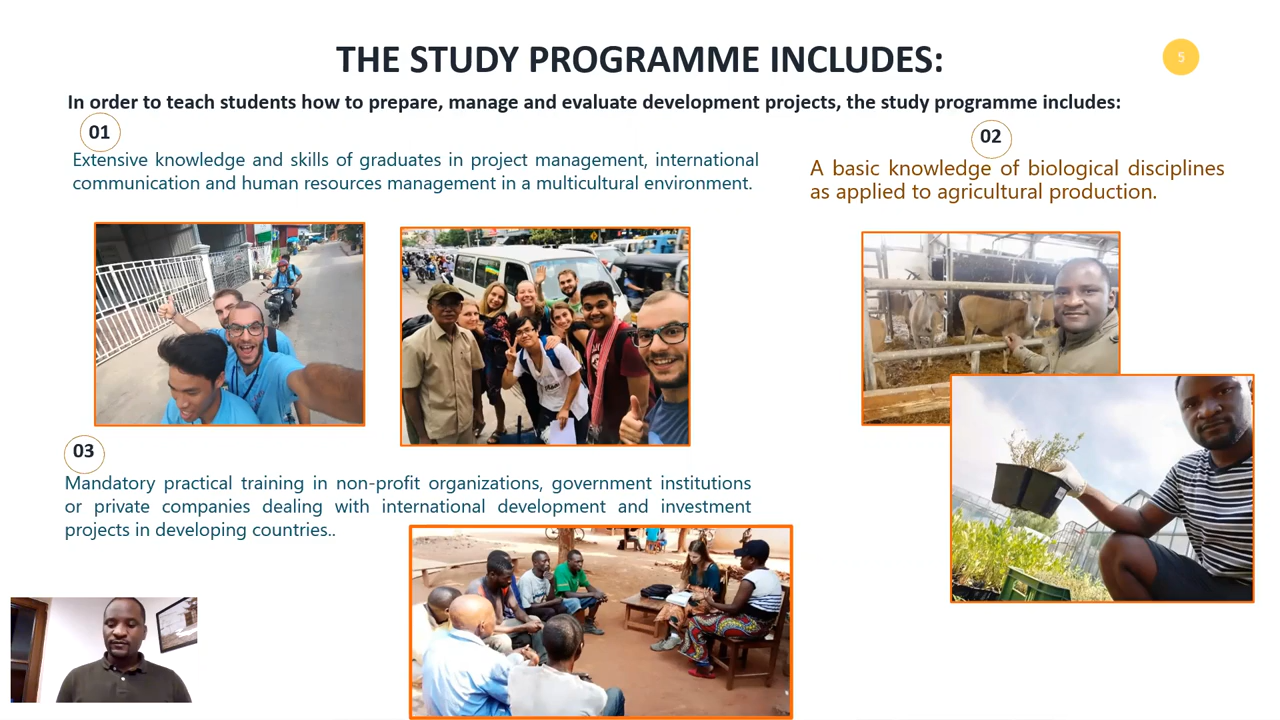 THE STUDY PROGRAMME INCLUDES:
5
In order to teach students how to prepare, manage and evaluate development projects, the study programme includes:
01
Extensive knowledge and skills of graduates in project management, international
communication and human resources management in a multicultural environment.
02
A basic knowledge of biological disciplines
as applied to agricultural production.
03
Mandatory practical training in non-profit organizations, government institutions
or private companies dealing with international development and investment
projects in developing countries..